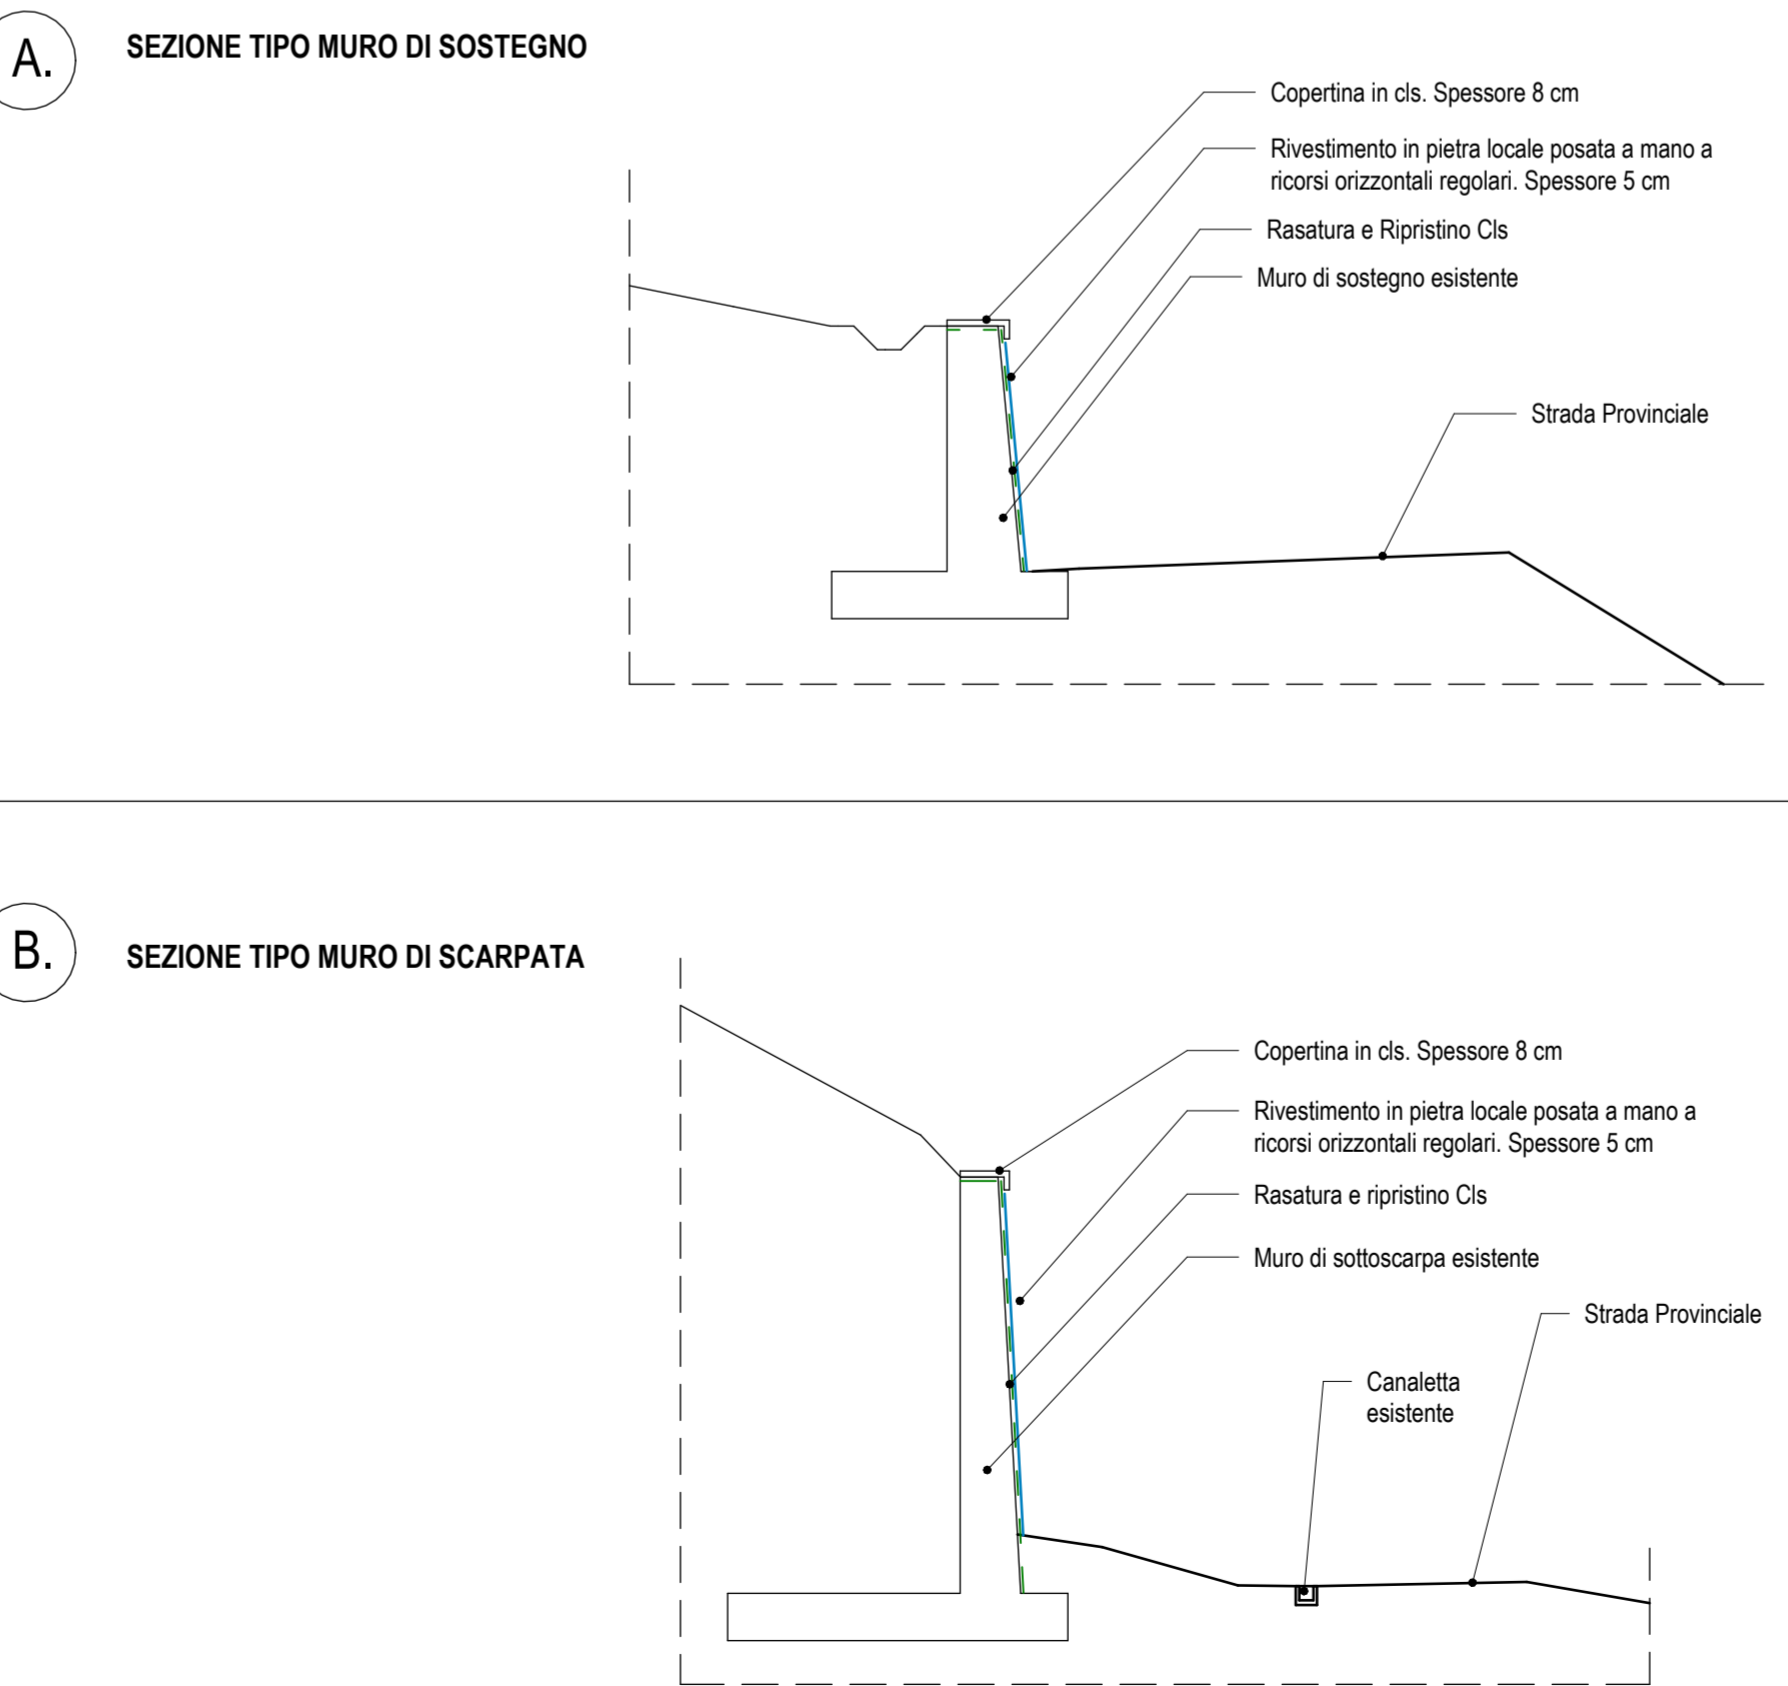 A.
SEZIONE TIPO MURO DI SOSTEGNO
Copertina in cls. Spessore 8 cm
Rivestimento in pietra locale posata a mano a
ricorsi orizzontali regolari. Spessore 5 cm
Rasatura e Ripristino Cls
Muro di sostegno esistente
Strada Provinciale
B.
SEZIONE TIPO MURO DI SCARPATA
Copertina in cls. Spessore 8 cm
Rivestimento in pietra locale posata a mano a
ricorsi orizzontali regolari. Spessore 5 cm
Rasatura e ripristino Cls
Muro di sottoscarpa esistente
Strada Provinciale
Canaletta
esistente